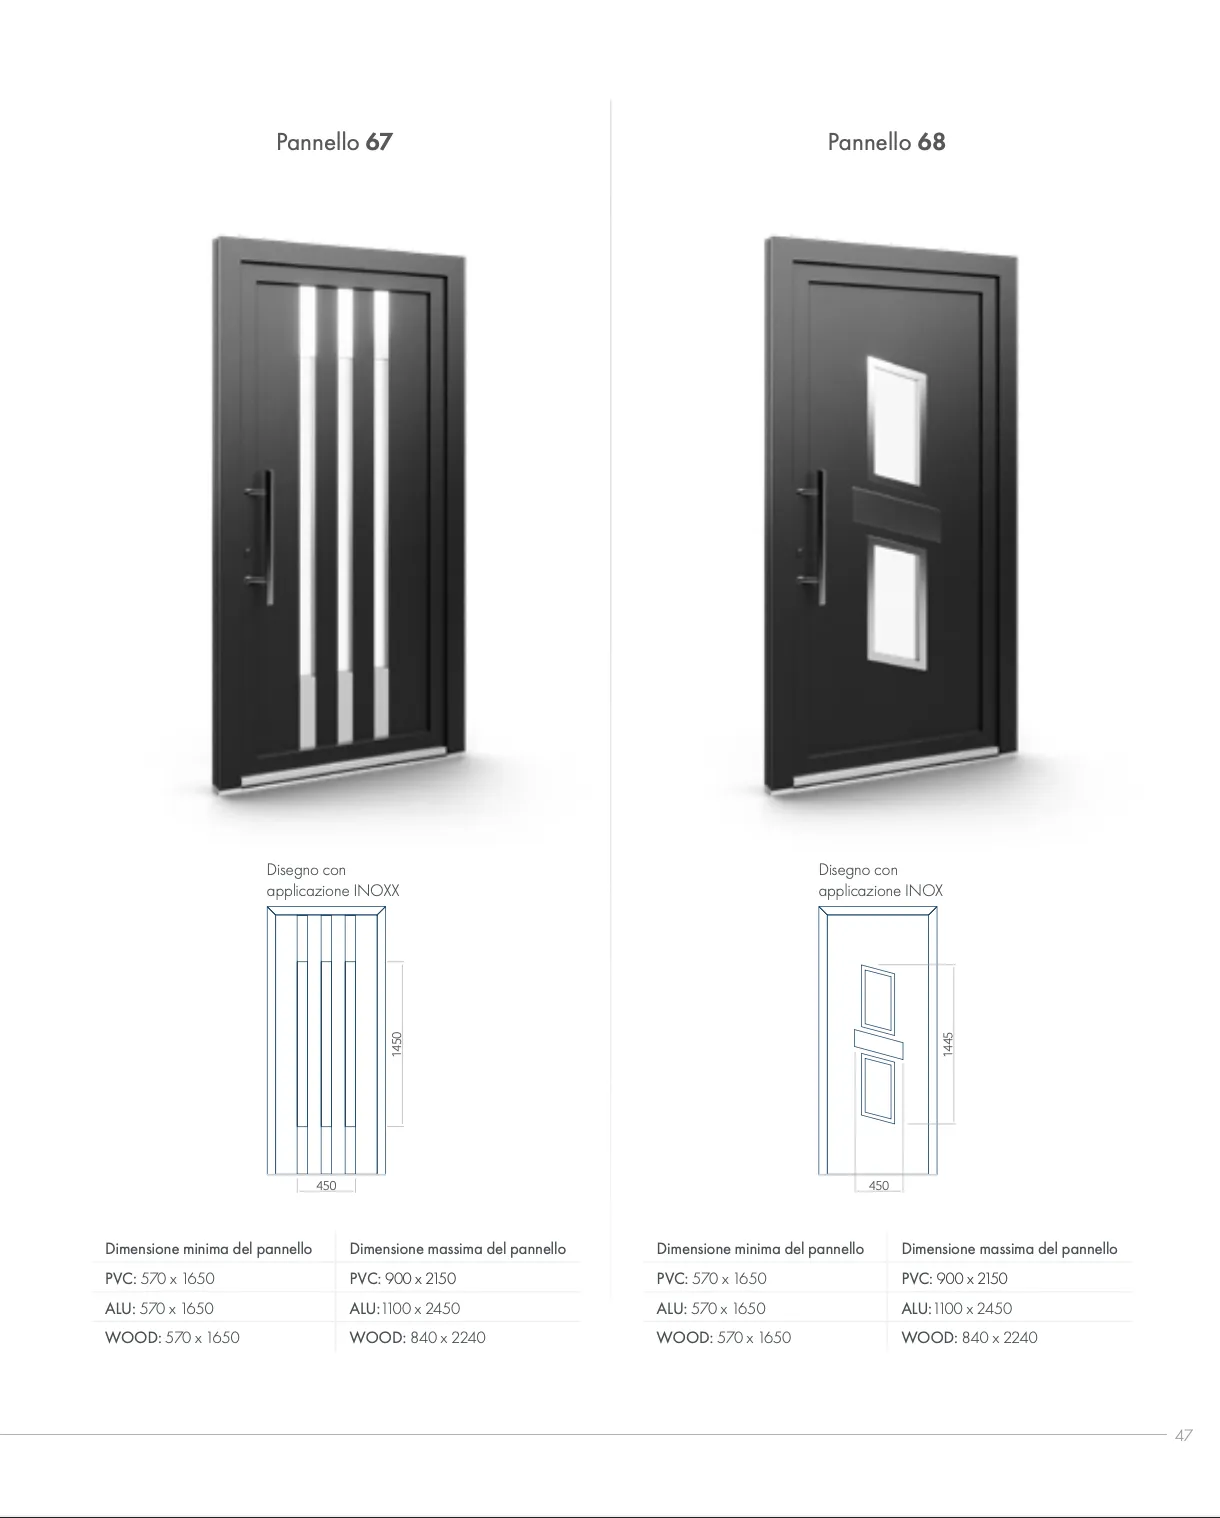 Pannello 67
Disegno con
applicazione INOXX
1450
450
Dimensione minima del pannello
Dimensione massima del pannello
PVC: 570 x 1650
PVC: 900 x 2150
ALU: 570 x 1650
ALU:1100 x 2450
WOOD: 570 x 1650
WOOD: 840 x 2240
Pannello 68
Disegno con
applicazione INOX
1445
450
Dimensione minima del pannello
Dimensione massima del pannello
PVC: 570 x 1650
PVC: 900 x 2150
ALU: 570 x 1650
ALU:1100 x 2450
WOOD: 570 x 1650
WOOD: 840 x 2240
47